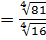 = ∜81 / ∜16